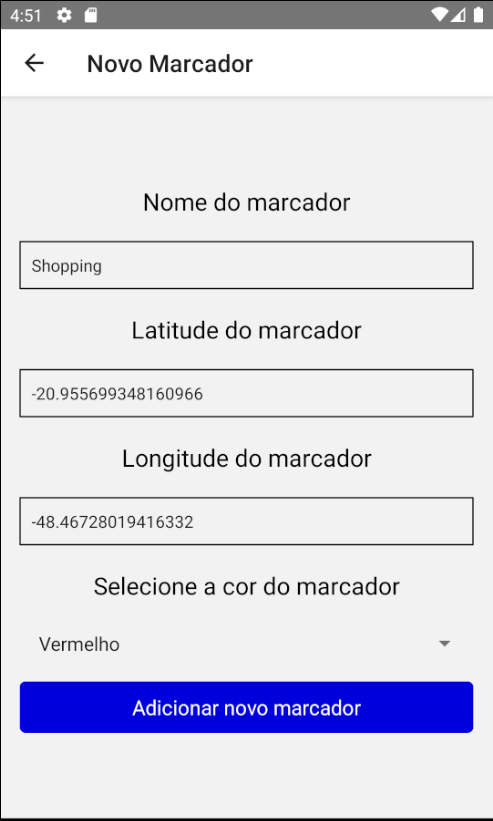 4:51
Novo Marcador
Nome do marcador
Shopping
Latitude do marcador
-20.955699348160966
Longitude do marcador
-48.46728019416332
Selecione a cor do marcador
Vermelho
Adicionar novo marcador